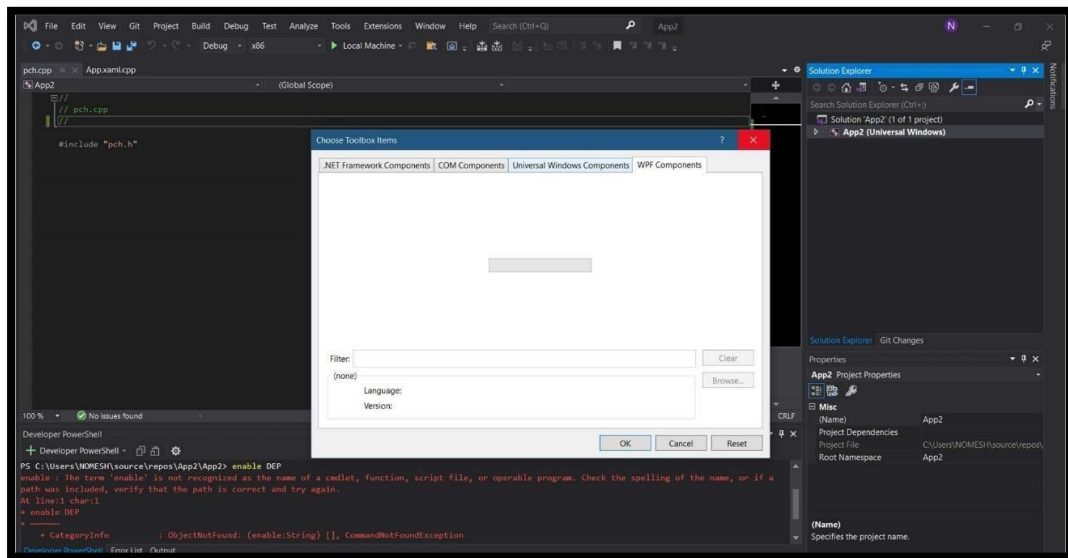 File Edit View Git Project Build Debug Test Analyze Tools Extensions Window Help Search (Ctrl+Q) App2 N
Debug x86 Local Machine
pch.cpp App.xaml.cpp
App2 (Global Scope)
//
// pch.cpp
//
#include "pch.h"
100 % No issues found CRLF
Choose Toolbox Items ?
.NET Framework Components COM Components Universal Windows Components WPF Components
Filter: Clear
(none) Browse...
Language:
Version:
OK Cancel Reset
Developer PowerShell
+ Developer PowerShell
PS C:\Users\NOMESH\source\repos\App2\App2> enable DEP
enable : The term 'enable' is not recognized as the name of a cmdlet, function, script file, or operable program. Check the spelling of the name, or if a
path was included, verify that the path is correct and try again.
At line:1 char:1
+ enable DEP
+ ~~~~~~
+ CategoryInfo : ObjectNotFound: (enable:String) [], CommandNotFoundException
Developer PowerShell Error List Output
Solution Explorer
Search Solution Explorer (Ctrl+;)
Solution 'App2' (1 of 1 project)
App2 (Universal Windows)
Solution Explorer Git Changes
Properties
App2 Project Properties
Misc
(Name) App2
Project Dependencies
Project File C:\Users\NOMESH\source\repos\
Root Namespace App2
(Name)
Specifies the project name.
Notifications